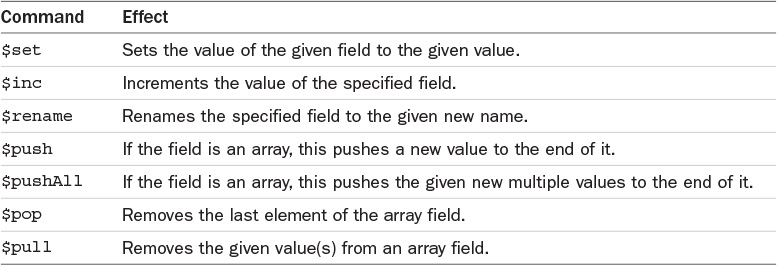 Command Effect
$set Sets the value of the given field to the given value.
$inc Increments the value of the specified field.
$rename Renames the specified field to the given new name.
$push If the field is an array, this pushes a new value to the end of it.
$pushAll If the field is an array, this pushes the given new multiple values to the end of it.
$pop Removes the last element of the array field.
$pull Removes the given value(s) from an array field.